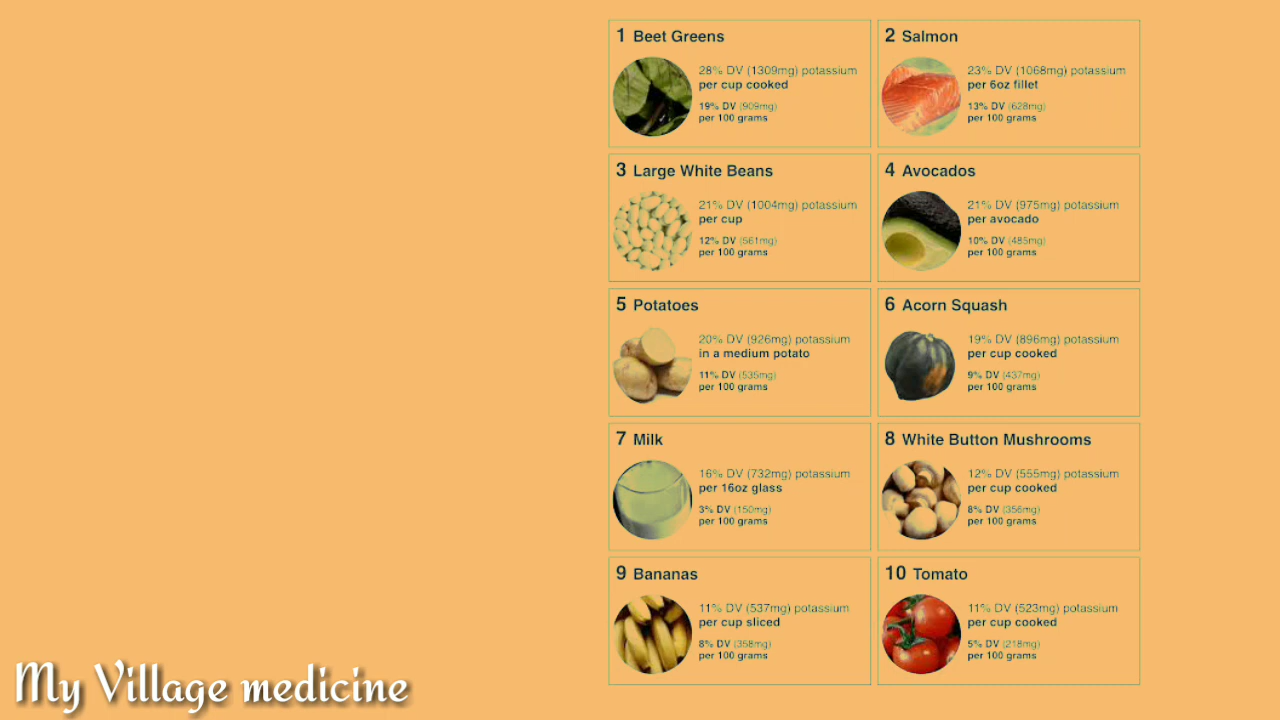 1 Beet Greens
28% DV (1309mg) potassium
per cup cooked
19% DV (909mg)
per 100 grams
2 Salmon
23% DV (1068mg) potassium
per 6oz fillet
13% DV (628mg)
per 100 grams
3 Large White Beans
21% DV (1004mg) potassium
per cup
12% DV (561mg)
per 100 grams
4 Avocados
21% DV (975mg) potassium
per avocado
10% DV (485mg)
per 100 grams
5 Potatoes
20% DV (926mg) potassium
in a medium potato
11% DV (535mg)
per 100 grams
6 Acorn Squash
19% DV (896mg) potassium
per cup cooked
9% DV (437mg)
per 100 grams
7 Milk
16% DV (732mg) potassium
per 16oz glass
3% DV (150mg)
per 100 grams
8 White Button Mushrooms
12% DV (555mg) potassium
per cup cooked
8% DV (356mg)
per 100 grams
9 Bananas
11% DV (537mg) potassium
per cup sliced
8% DV (358mg)
per 100 grams
10 Tomato
11% DV (523mg) potassium
per cup cooked
5% DV (218mg)
per 100 grams
My Village medicine